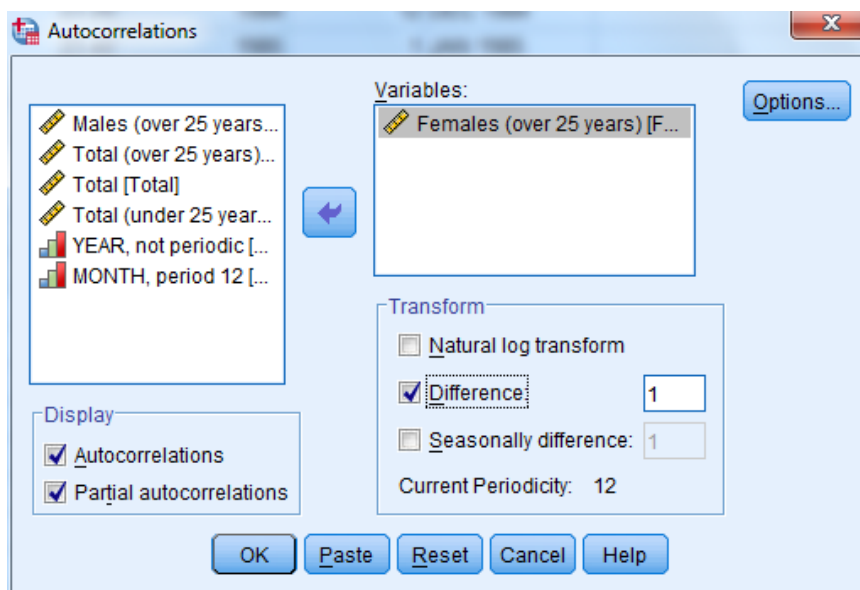 Autocorrelations
Variables:
Males (over 25 years...
Total (over 25 years)...
Total [Total]
Total (under 25 year...
YEAR, not periodic [...
MONTH, period 12 [...
Females (over 25 years) [F...
Options...
Transform
Natural log transform
Difference: 1
Seasonally difference: 1
Current Periodicity: 12
Display
Autocorrelations
Partial autocorrelations
OK Paste Reset Cancel Help